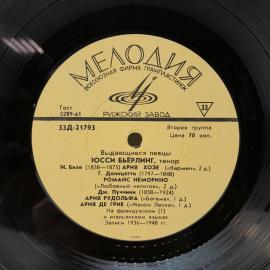 МЕЛОДИЯ
ВСЕСОЮЗНАЯ ФИРМА ГРАМПЛАСТИНОК
Гост
5289-61
33
РИЖСКИЙ ЗАВОД
33Д-21793
Вторая группа
Цена 70 коп.
Выдающиеся певцы
ЮССИ БЬЁРЛИНГ, тенор
Ж. Бизе (1838—1875) АРИЯ ХОЗЕ («Кармен», 2 д.)
Г. Доницетти (1797—1848)
РОМАНС НЕМОРИНО
(«Любовный напиток», 2 д.)
Дж. Пуччини (1858—1924)
АРИЯ РУДОЛЬФА («Богема», 1 д.)
АРИЯ ДЕ ГРИЕ («Манон Леско», 1 д.)
На французском (1)
и итальянском языках
Записи 1936—1948 гг.